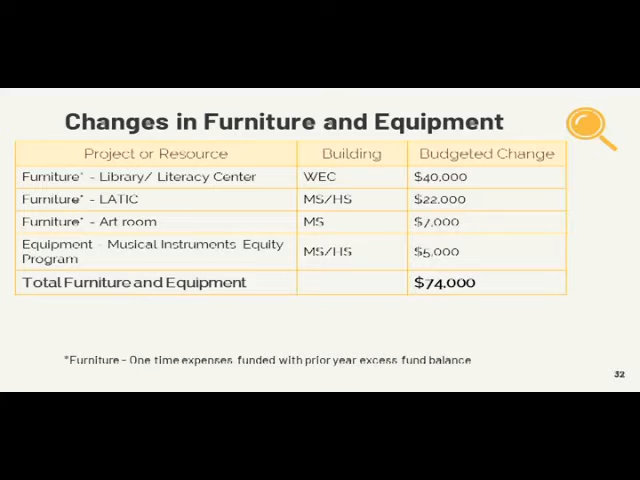 Changes in Furniture and Equipment
Project or Resource Building Budgeted Change
Furniture* - Library/ Literacy Center WEC $40,000
Furniture* - LATIC MS/HS $22,000
Furniture* - Art room MS $7,000
Equipment - Musical Instruments Equity
Program MS/HS $5,000
Total Furniture and Equipment $74,000
*Furniture - One time expenses funded with prior year excess fund balance
32